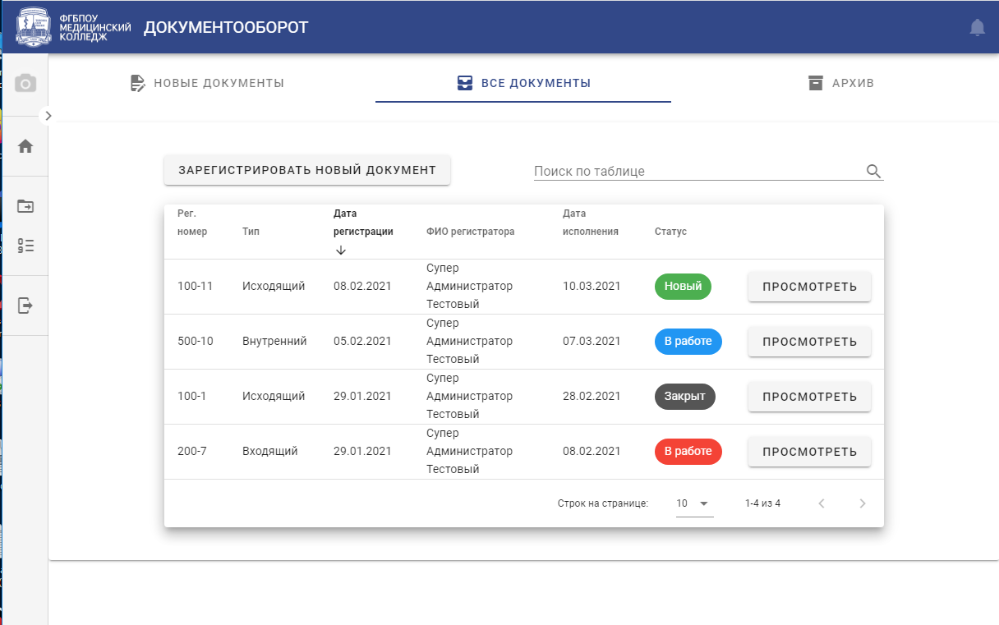 ФГБПОУ
МЕДИЦИНСКИЙ
КОЛЛЕДЖ
ДОКУМЕНТООБОРОТ
НОВЫЕ ДОКУМЕНТЫ
ВСЕ ДОКУМЕНТЫ
АРХИВ
ЗАРЕГИСТРИРОВАТЬ НОВЫЙ ДОКУМЕНТ
Поиск по таблице
Рег. номер
Тип
Дата регистрации
ФИО регистратора
Дата исполнения
Статус
100-11 Исходящий 08.02.2021 Супер Администратор Тестовый 10.03.2021 Новый ПРОСМОТРЕТЬ
500-10 Внутренний 05.02.2021 Супер Администратор Тестовый 07.03.2021 В работе ПРОСМОТРЕТЬ
100-1 Исходящий 29.01.2021 Супер Администратор Тестовый 28.02.2021 Закрыт ПРОСМОТРЕТЬ
200-7 Входящий 29.01.2021 Супер Администратор Тестовый 08.02.2021 В работе ПРОСМОТРЕТЬ
Строк на странице: 10 1-4 из 4